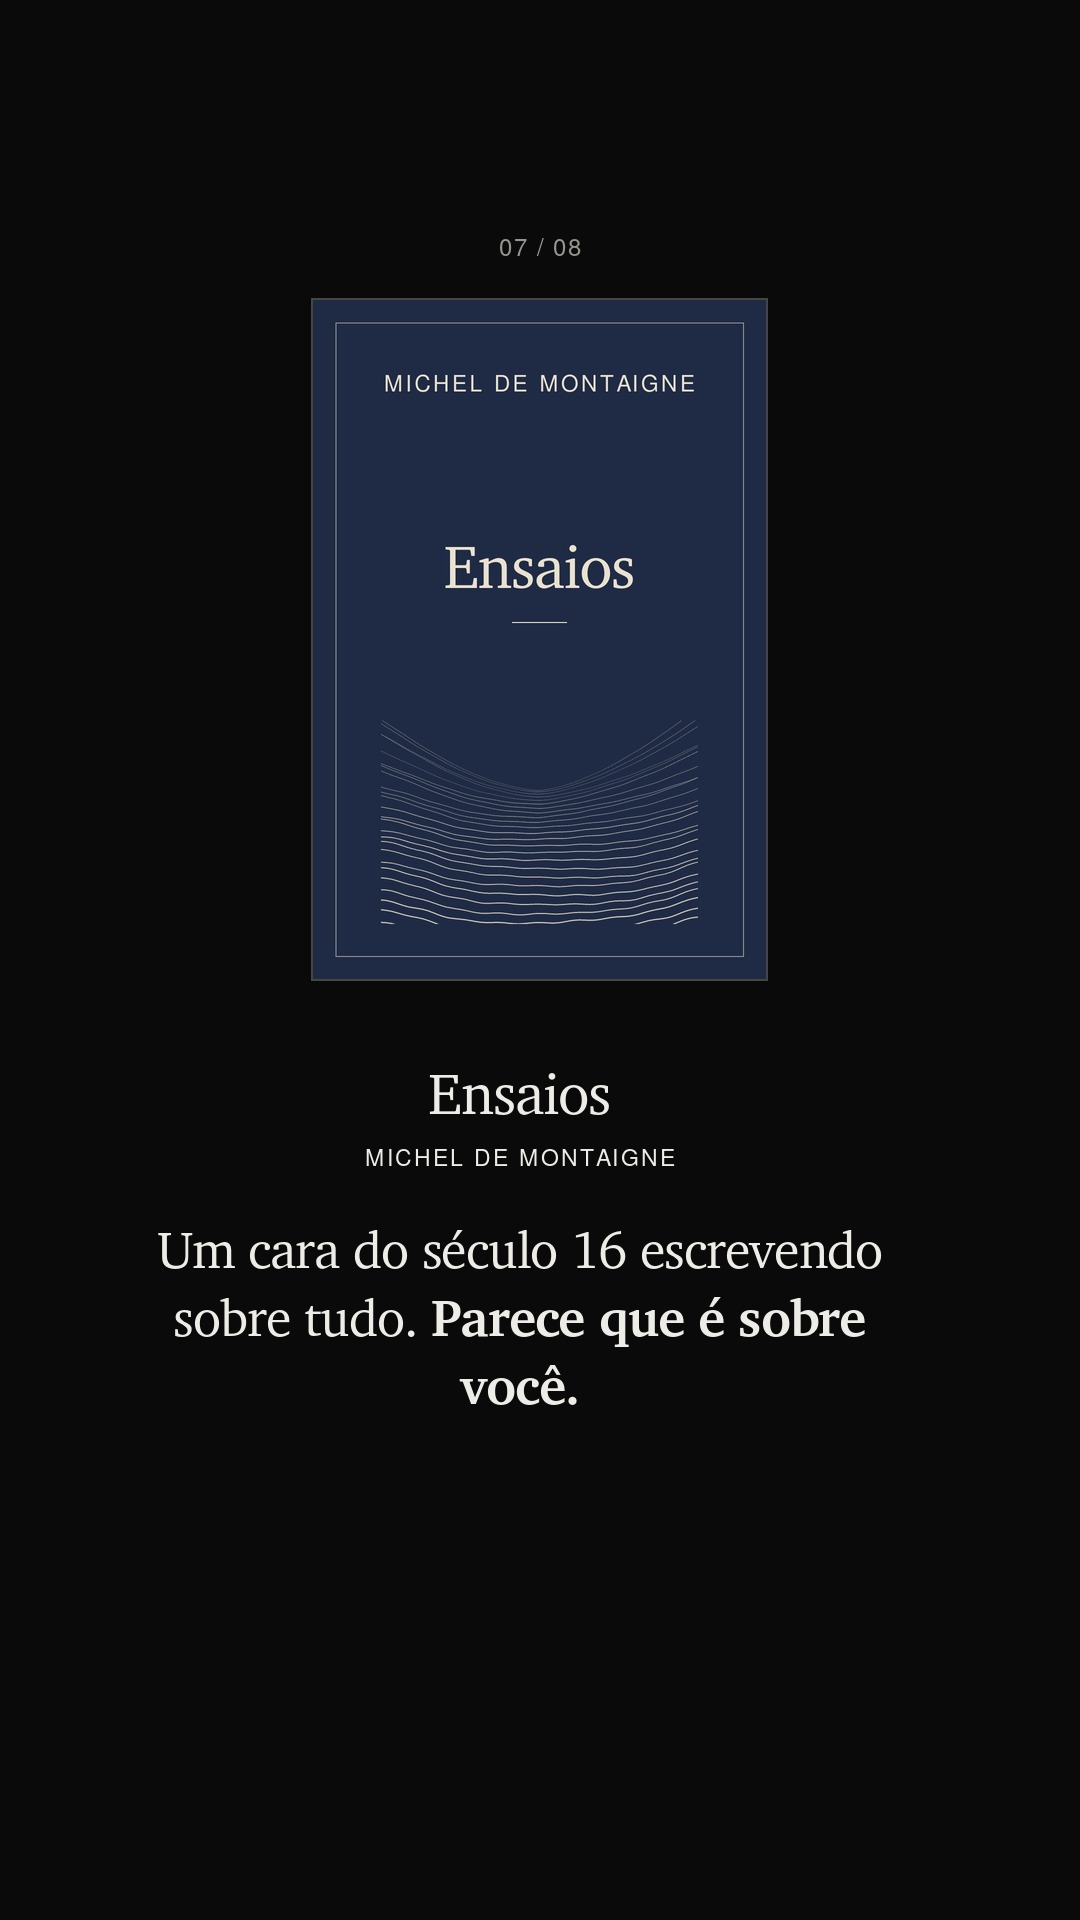 07 / 08
MICHEL DE MONTAIGNE
Ensaios
Ensaios
MICHEL DE MONTAIGNE
Um cara do século 16 escrevendo
sobre tudo. Parece que é sobre
você.